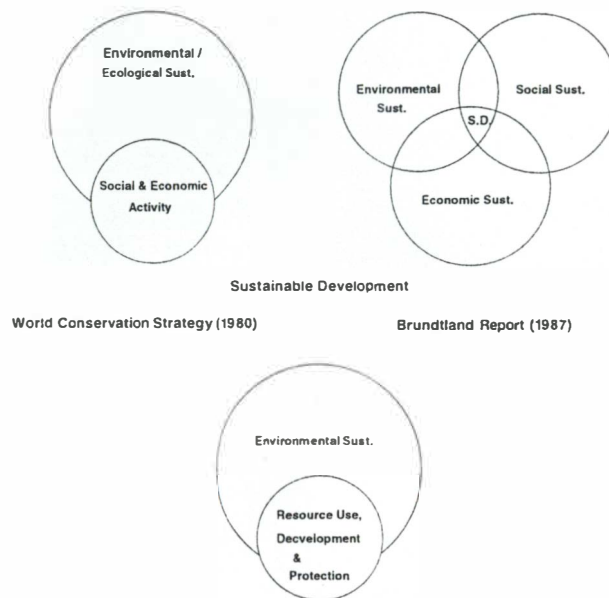 Environmental /
Ecological Sust.
Social & Economic
Activity
Environmental
Sust.
Social Sust.
S.D.
Economic Sust.
Sustainable Development
World Conservation Strategy (1980)
Brundtland Report (1987)
Environmental Sust.
Resource Use,
Decvelopment
&
Protection